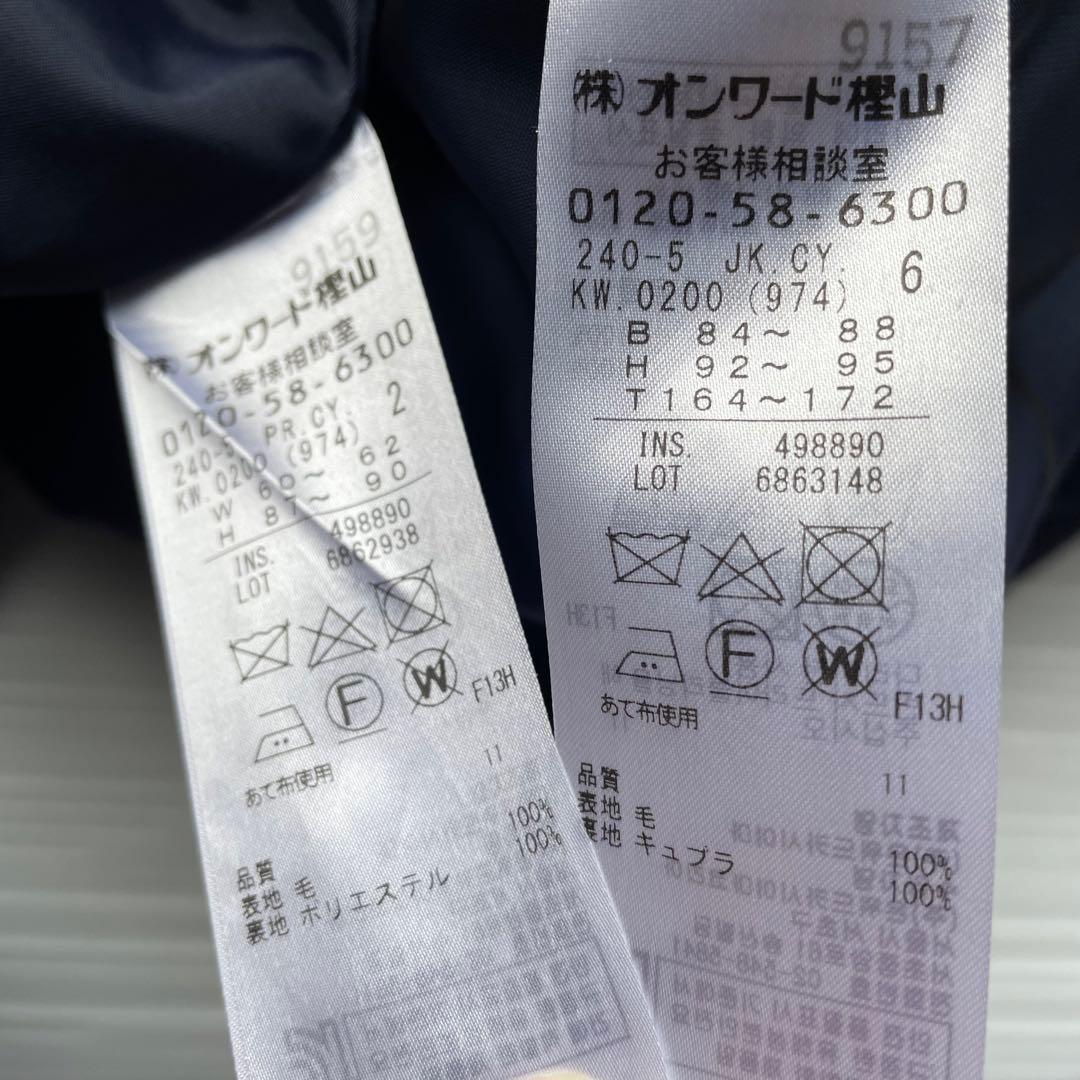 9159
㈱ オンワード樫山
お客様相談室
0120-58-6300
240-5 PR.CY. 2
KW.0200 (974)
W 60～ 62
H 87～ 90
INS. 498890
LOT 6862938
F
W
F13H
あて布使用
11
品質
表地 毛 100%
裏地 ポリエステル 100%
9157
㈱ オンワード樫山
お客様相談室
0120-58-6300
240-5 JK.CY. 6
KW.0200 (974)
B 84～ 88
H 92～ 95
T 164～172
INS. 498890
LOT 6863148
F
W
F13H
あて布使用
品質 11
表地 毛 100%
裏地 キュプラ 100%